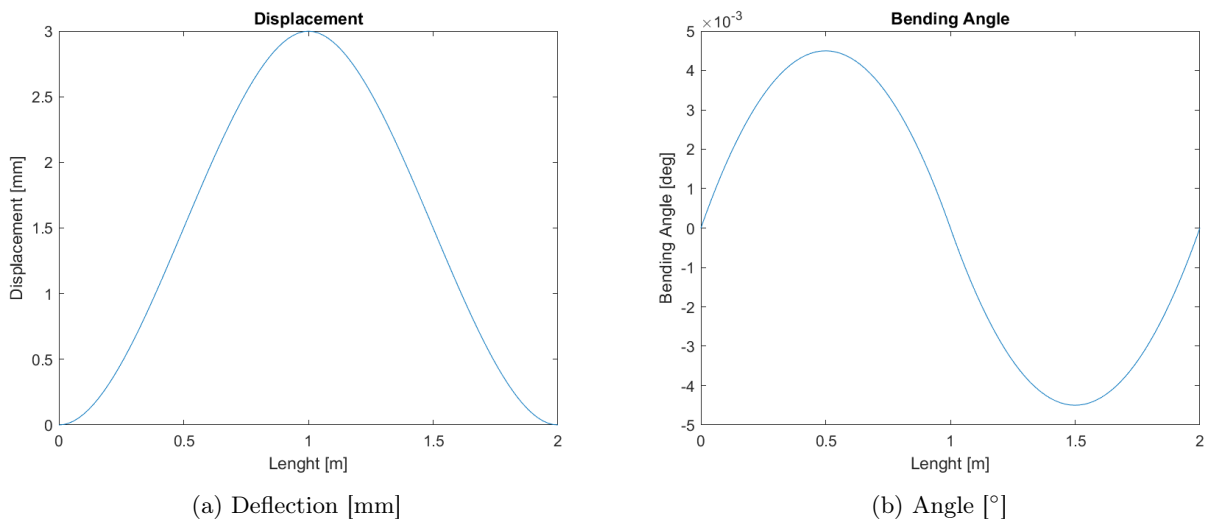 Displacement
3
2.5
2
1.5
1
0.5
0
Displacement [mm]
0 0.5 1 1.5 2
Lenght [m]
(a) Deflection [mm]
Bending Angle
×10⁻³
5
4
3
2
1
0
-1
-2
-3
-4
-5
Bending Angle [deg]
0 0.5 1 1.5 2
Lenght [m]
(b) Angle [°]